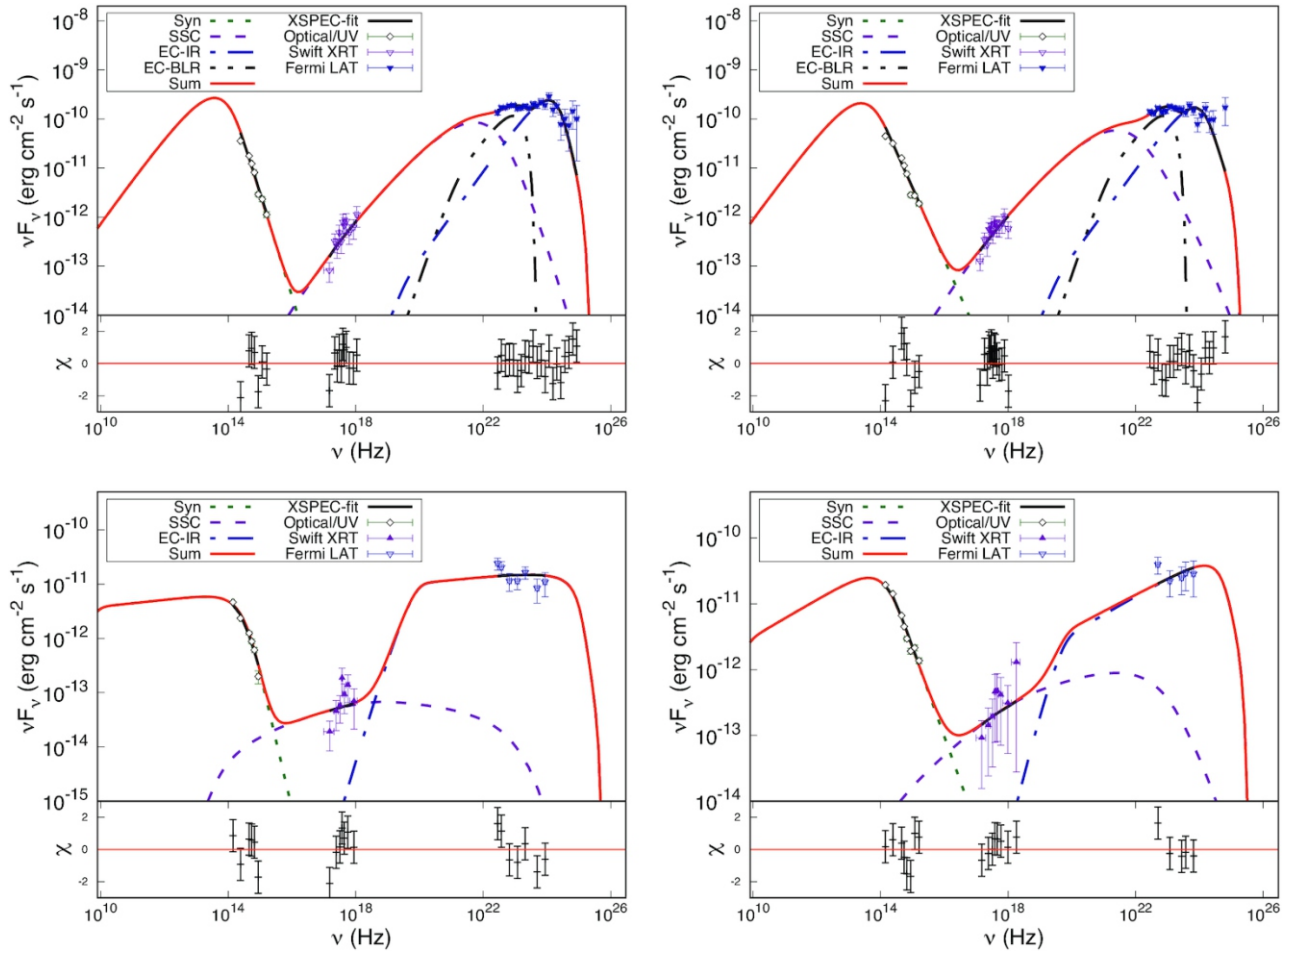 10^-8
10^-9
10^-10
10^-11
10^-12
10^-13
10^-14
νFν (erg cm^-2 s^-1)
Syn
SSC
EC-IR
EC-BLR
Sum
XSPEC-fit
Optical/UV
Swift XRT
Fermi LAT
2
0
-2
χ
10^10 10^14 10^18 10^22 10^26
ν (Hz)
10^-8
10^-9
10^-10
10^-11
10^-12
10^-13
10^-14
νFν (erg cm^-2 s^-1)
Syn
SSC
EC-IR
EC-BLR
Sum
XSPEC-fit
Optical/UV
Swift XRT
Fermi LAT
2
0
-2
χ
10^10 10^14 10^18 10^22 10^26
ν (Hz)
10^-10
10^-11
10^-12
10^-13
10^-14
10^-15
νFν (erg cm^-2 s^-1)
Syn
SSC
EC-IR
Sum
XSPEC-fit
Optical/UV
Swift XRT
Fermi LAT
2
0
-2
χ
10^10 10^14 10^18 10^22 10^26
ν (Hz)
10^-10
10^-11
10^-12
10^-13
10^-14
νFν (erg cm^-2 s^-1)
Syn
SSC
EC-IR
Sum
XSPEC-fit
Optical/UV
Swift XRT
Fermi LAT
2
0
-2
χ
10^10 10^14 10^18 10^22 10^26
ν (Hz)